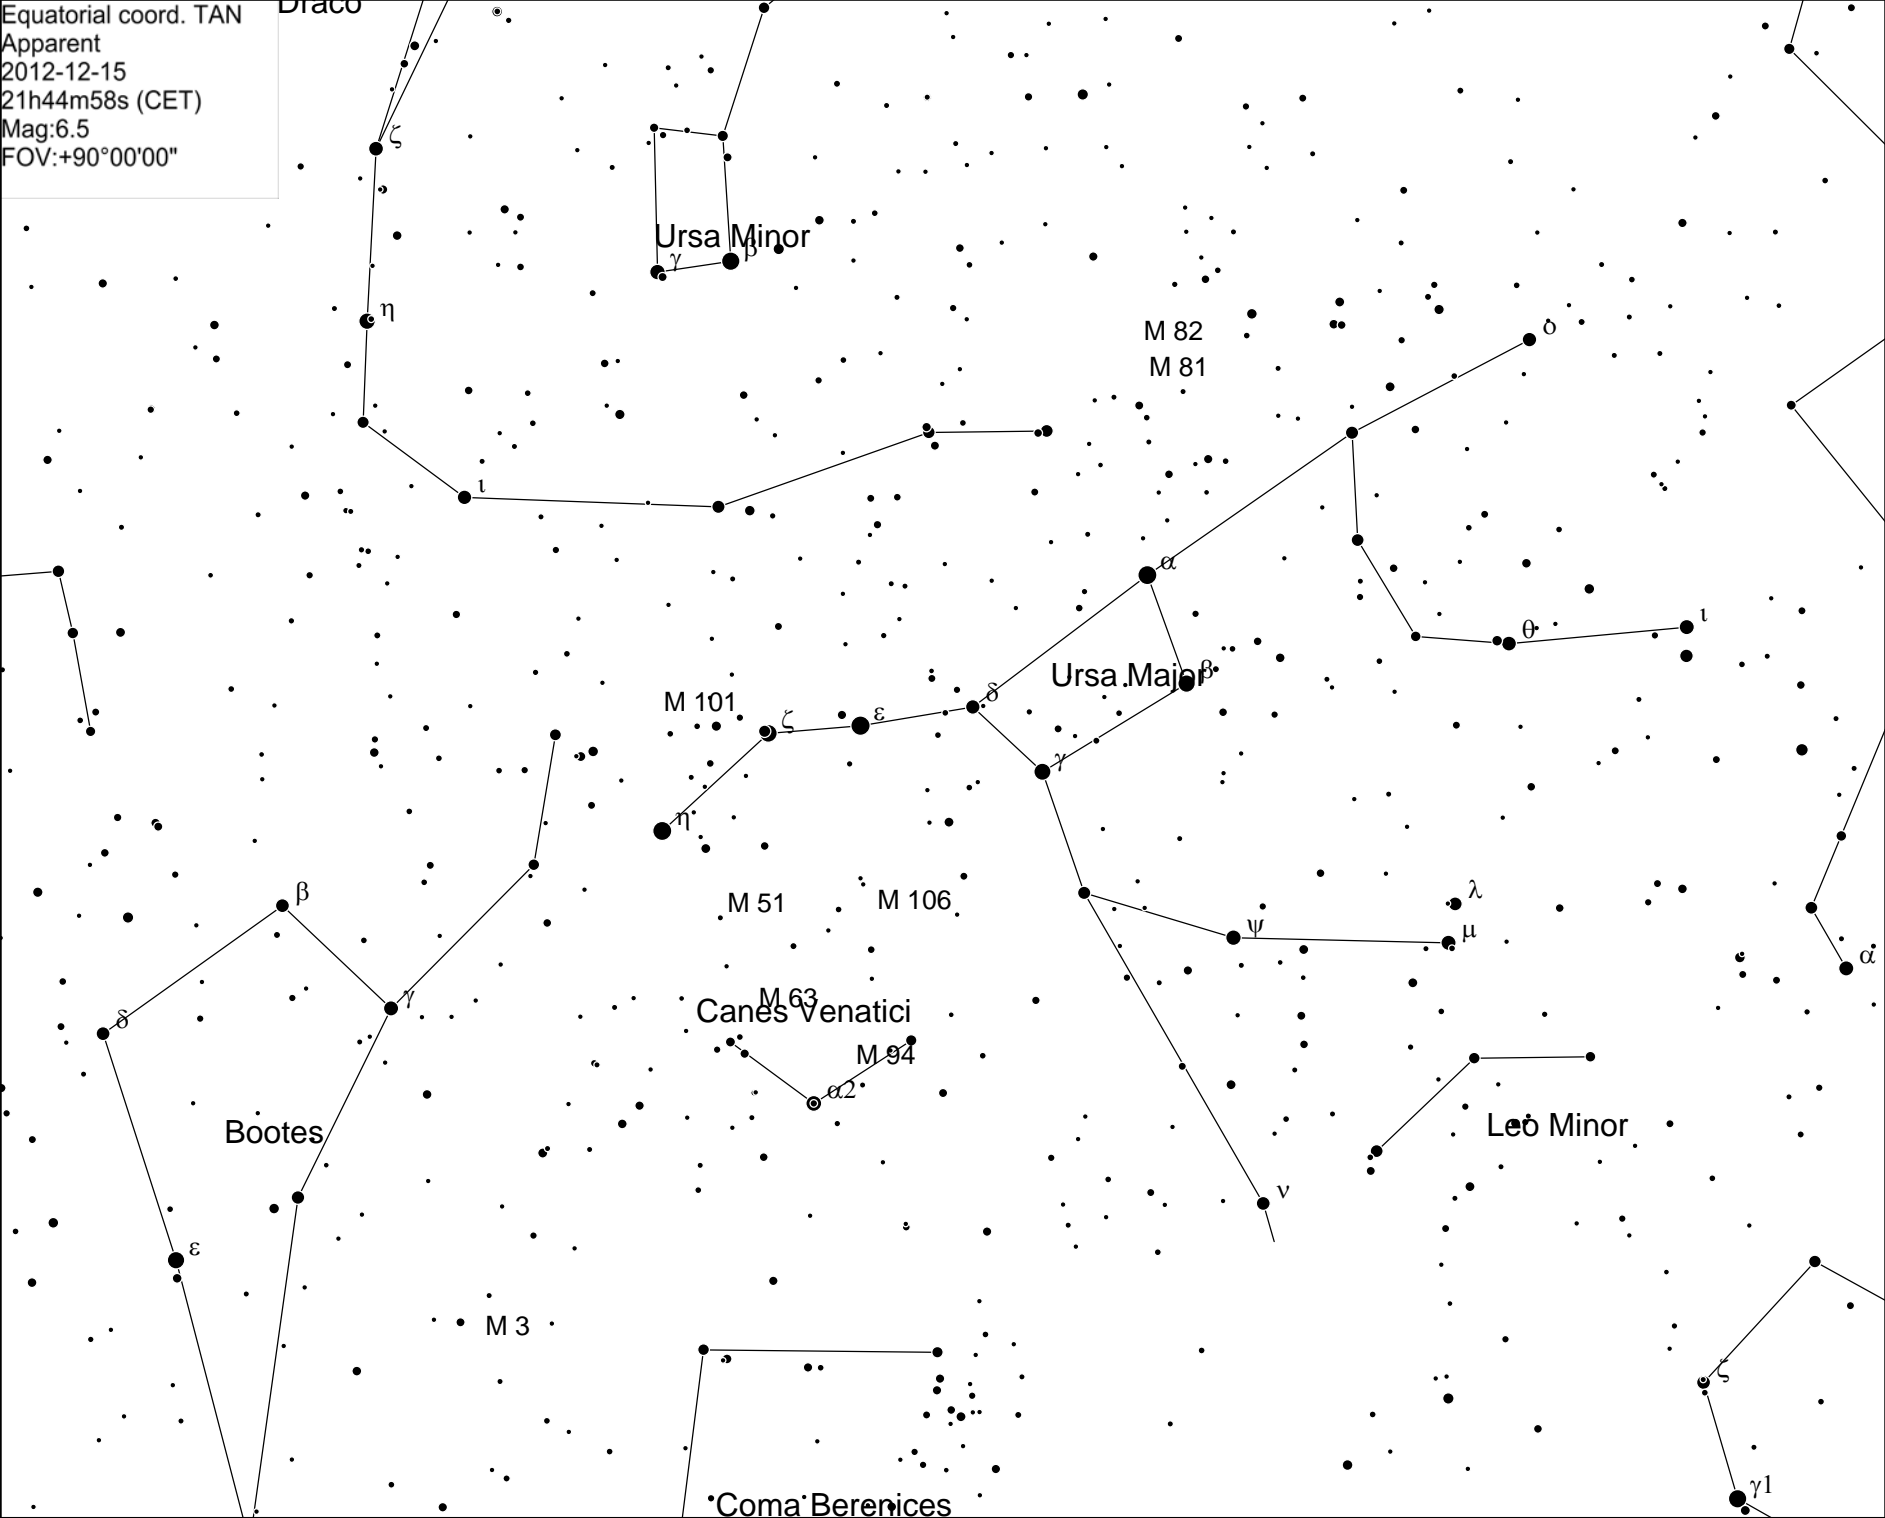 Equatorial coord. TAN
Apparent
2012-12-15
21h44m58s (CET)
Mag:6.5
FOV:+90°00'00"
Draco
ζ
Ursa Minor
γ
β
η
M 82
ο
M 81
ι
α
θ
ι
Ursa Major
β
M 101
δ
ζ
ε
γ
η
β
M 51
M 106
λ
ψ
μ
α
M 63
Canes Venatici
γ
δ
M 94
α2
Bootes
Leo Minor
ν
ε
M 3
ζ
γ1
Coma Berenices